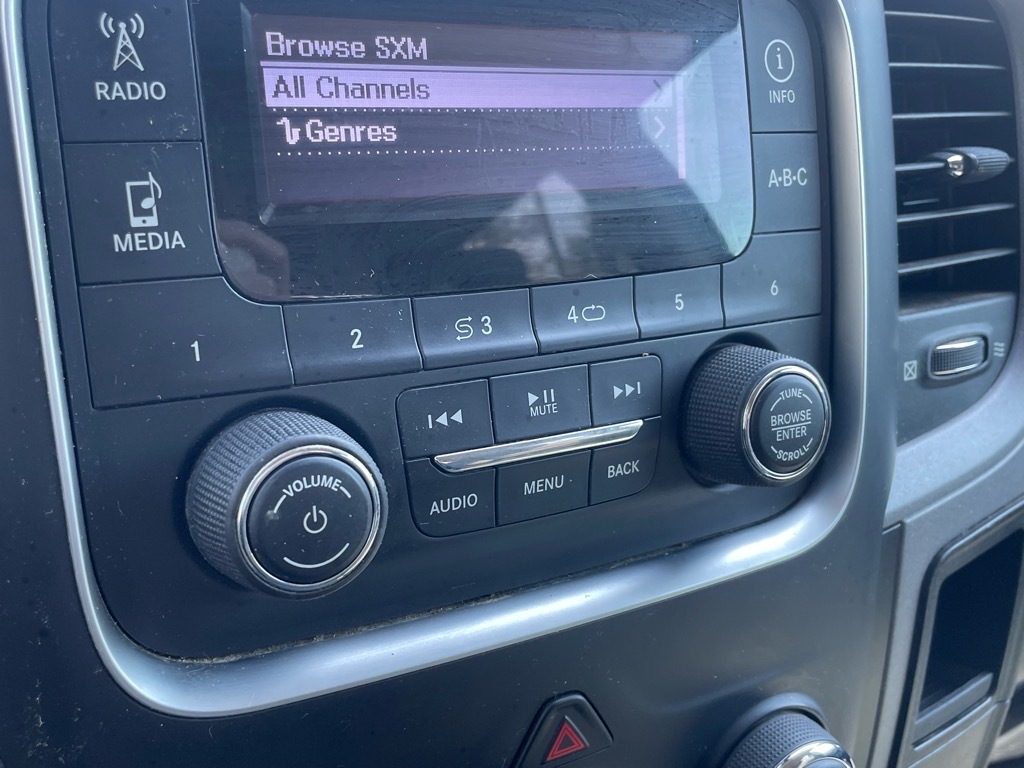 Browse SXM
All Channels
Genres
RADIO
MEDIA
i
INFO
A·B·C
1
2
3
4
5
6
MUTE
AUDIO
MENU
BACK
VOLUME
TUNE
BROWSE
ENTER
SCROLL